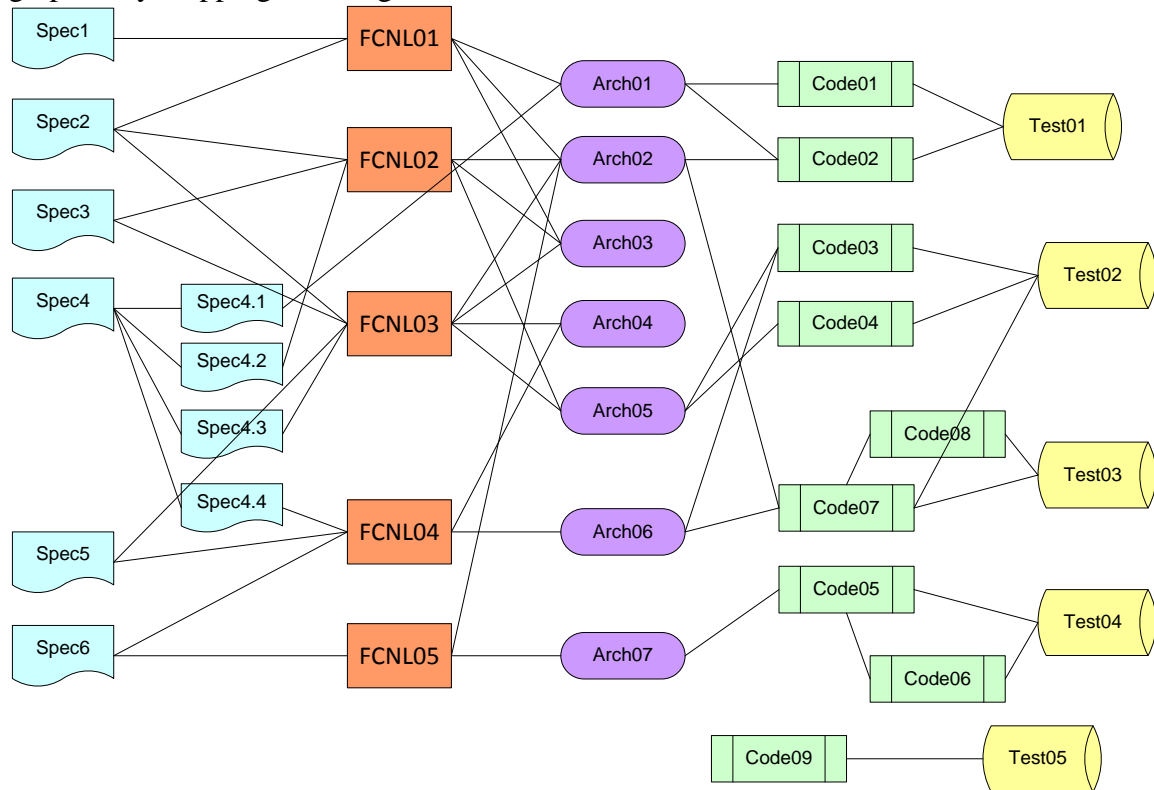 Spec1
FCNL01
Arch01
Code01
Spec2
Test01
FCNL02
Arch02
Code02
Spec3
Arch03
Code03
Test02
Spec4
Spec4.1
Arch04
Code04
FCNL03
Spec4.2
Arch05
Spec4.3
Code08
Test03
Spec4.4
Code07
Spec5
FCNL04
Arch06
Code05
Test04
Spec6
FCNL05
Arch07
Code06
Code09
Test05